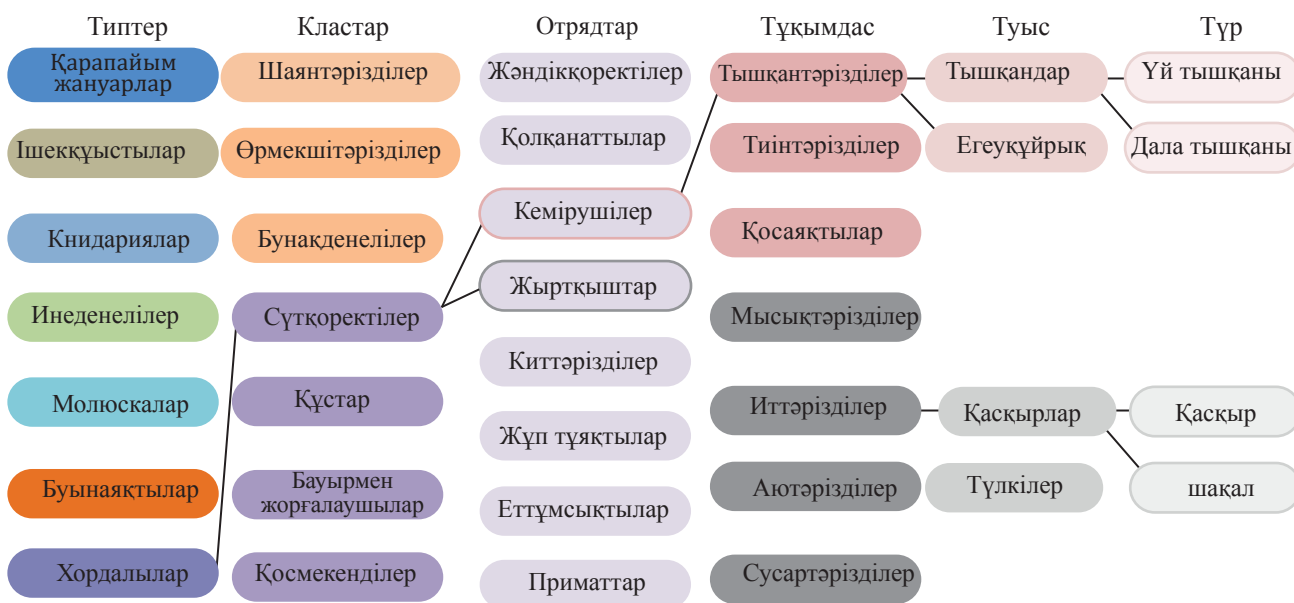 Типтер
Кластар
Отрядтар
Тұқымдас
Туыс
Түр
Қарапайым
жануарлар
Шаянтәрізділер
Жәндікқоректілер
Тышқантәрізділер
Тышқандар
Үй тышқаны
Ішекқұыстылар
Өрмекшітәрізділер
Қолқанаттылар
Тиінтәрізділер
Егеуқұйрық
Дала тышқаны
Книдариялар
Бунақденелілер
Кемірушілер
Қосаяқтылар
Жыртқыштар
Инеденелілер
Сүтқоректілер
Мысықтәрізділер
Киттәрізділер
Молюскалар
Құстар
Жұп тұяқтылар
Иттәрізділер
Қасқырлар
Қасқыр
Буынаяқтылар
Бауырмен
жорғалаушылар
Еттұмсықтылар
Аютәрізділер
Түлкілер
шақал
Хордалылар
Қосмекенділер
Приматтар
Сусартәрізділер